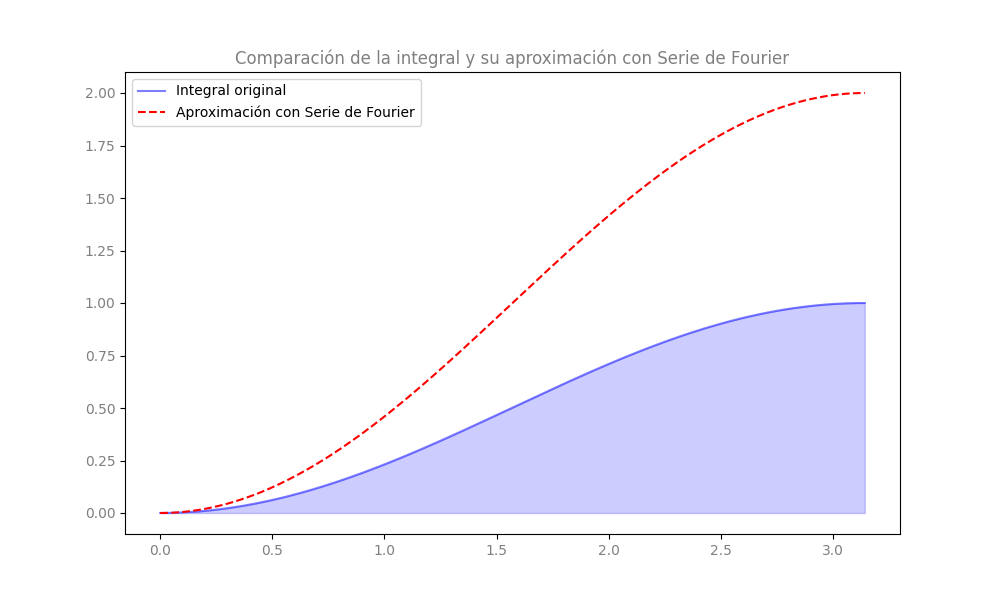 Comparación de la integral y su aproximación con Serie de Fourier
Integral original
Aproximación con Serie de Fourier
2.00
1.75
1.50
1.25
1.00
0.75
0.50
0.25
0.00
0.0 0.5 1.0 1.5 2.0 2.5 3.0